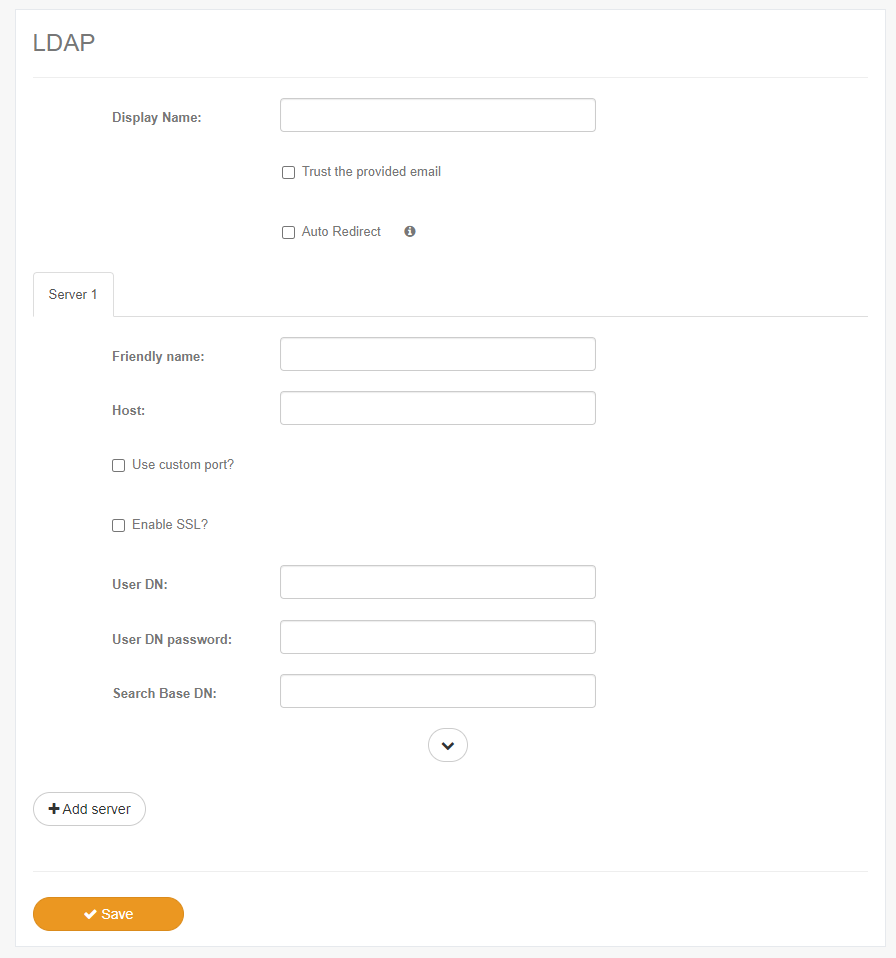 LDAP
Display Name:
Trust the provided email
Auto Redirect
Server 1
Friendly name:
Host:
Use custom port?
Enable SSL?
User DN:
User DN password:
Search Base DN:
Add server
Save